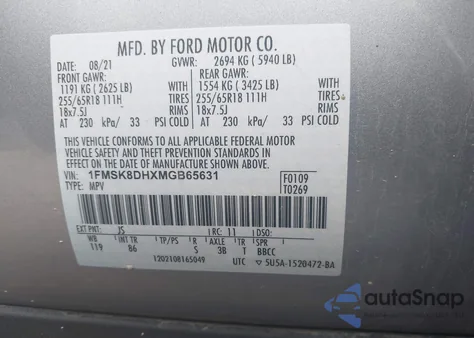 MFD. BY FORD MOTOR CO.
DATE: 08/21 GVWR: 2694 KG ( 5940 LB)
FRONT GAWR: REAR GAWR:
1191 KG ( 2625 LB) WITH 1554 KG ( 3425 LB) WITH
255/65R18 111H TIRES 255/65R18 111H TIRES
18x7.5J RIMS 18x7.5J RIMS
AT 230 kPa/ 33 PSI COLD AT 230 kPa/ 33 PSI COLD
THIS VEHICLE CONFORMS TO ALL APPLICABLE FEDERAL MOTOR
VEHICLE SAFETY AND THEFT PREVENTION STANDARDS IN EFFECT ON THE
DATE OF MANUFACTURE SHOWN ABOVE.
VIN: 1FMSK8DHXMGB65631 F0109
TYPE: MPV T0269
EXT PNT: JS RC: 11 DSO:
WB INT TR TP/PS R AXLE TR SPR
119 86 S 3B T BBCC
1202108165049 UTC 5U5A-1520472-BA
autoSnap